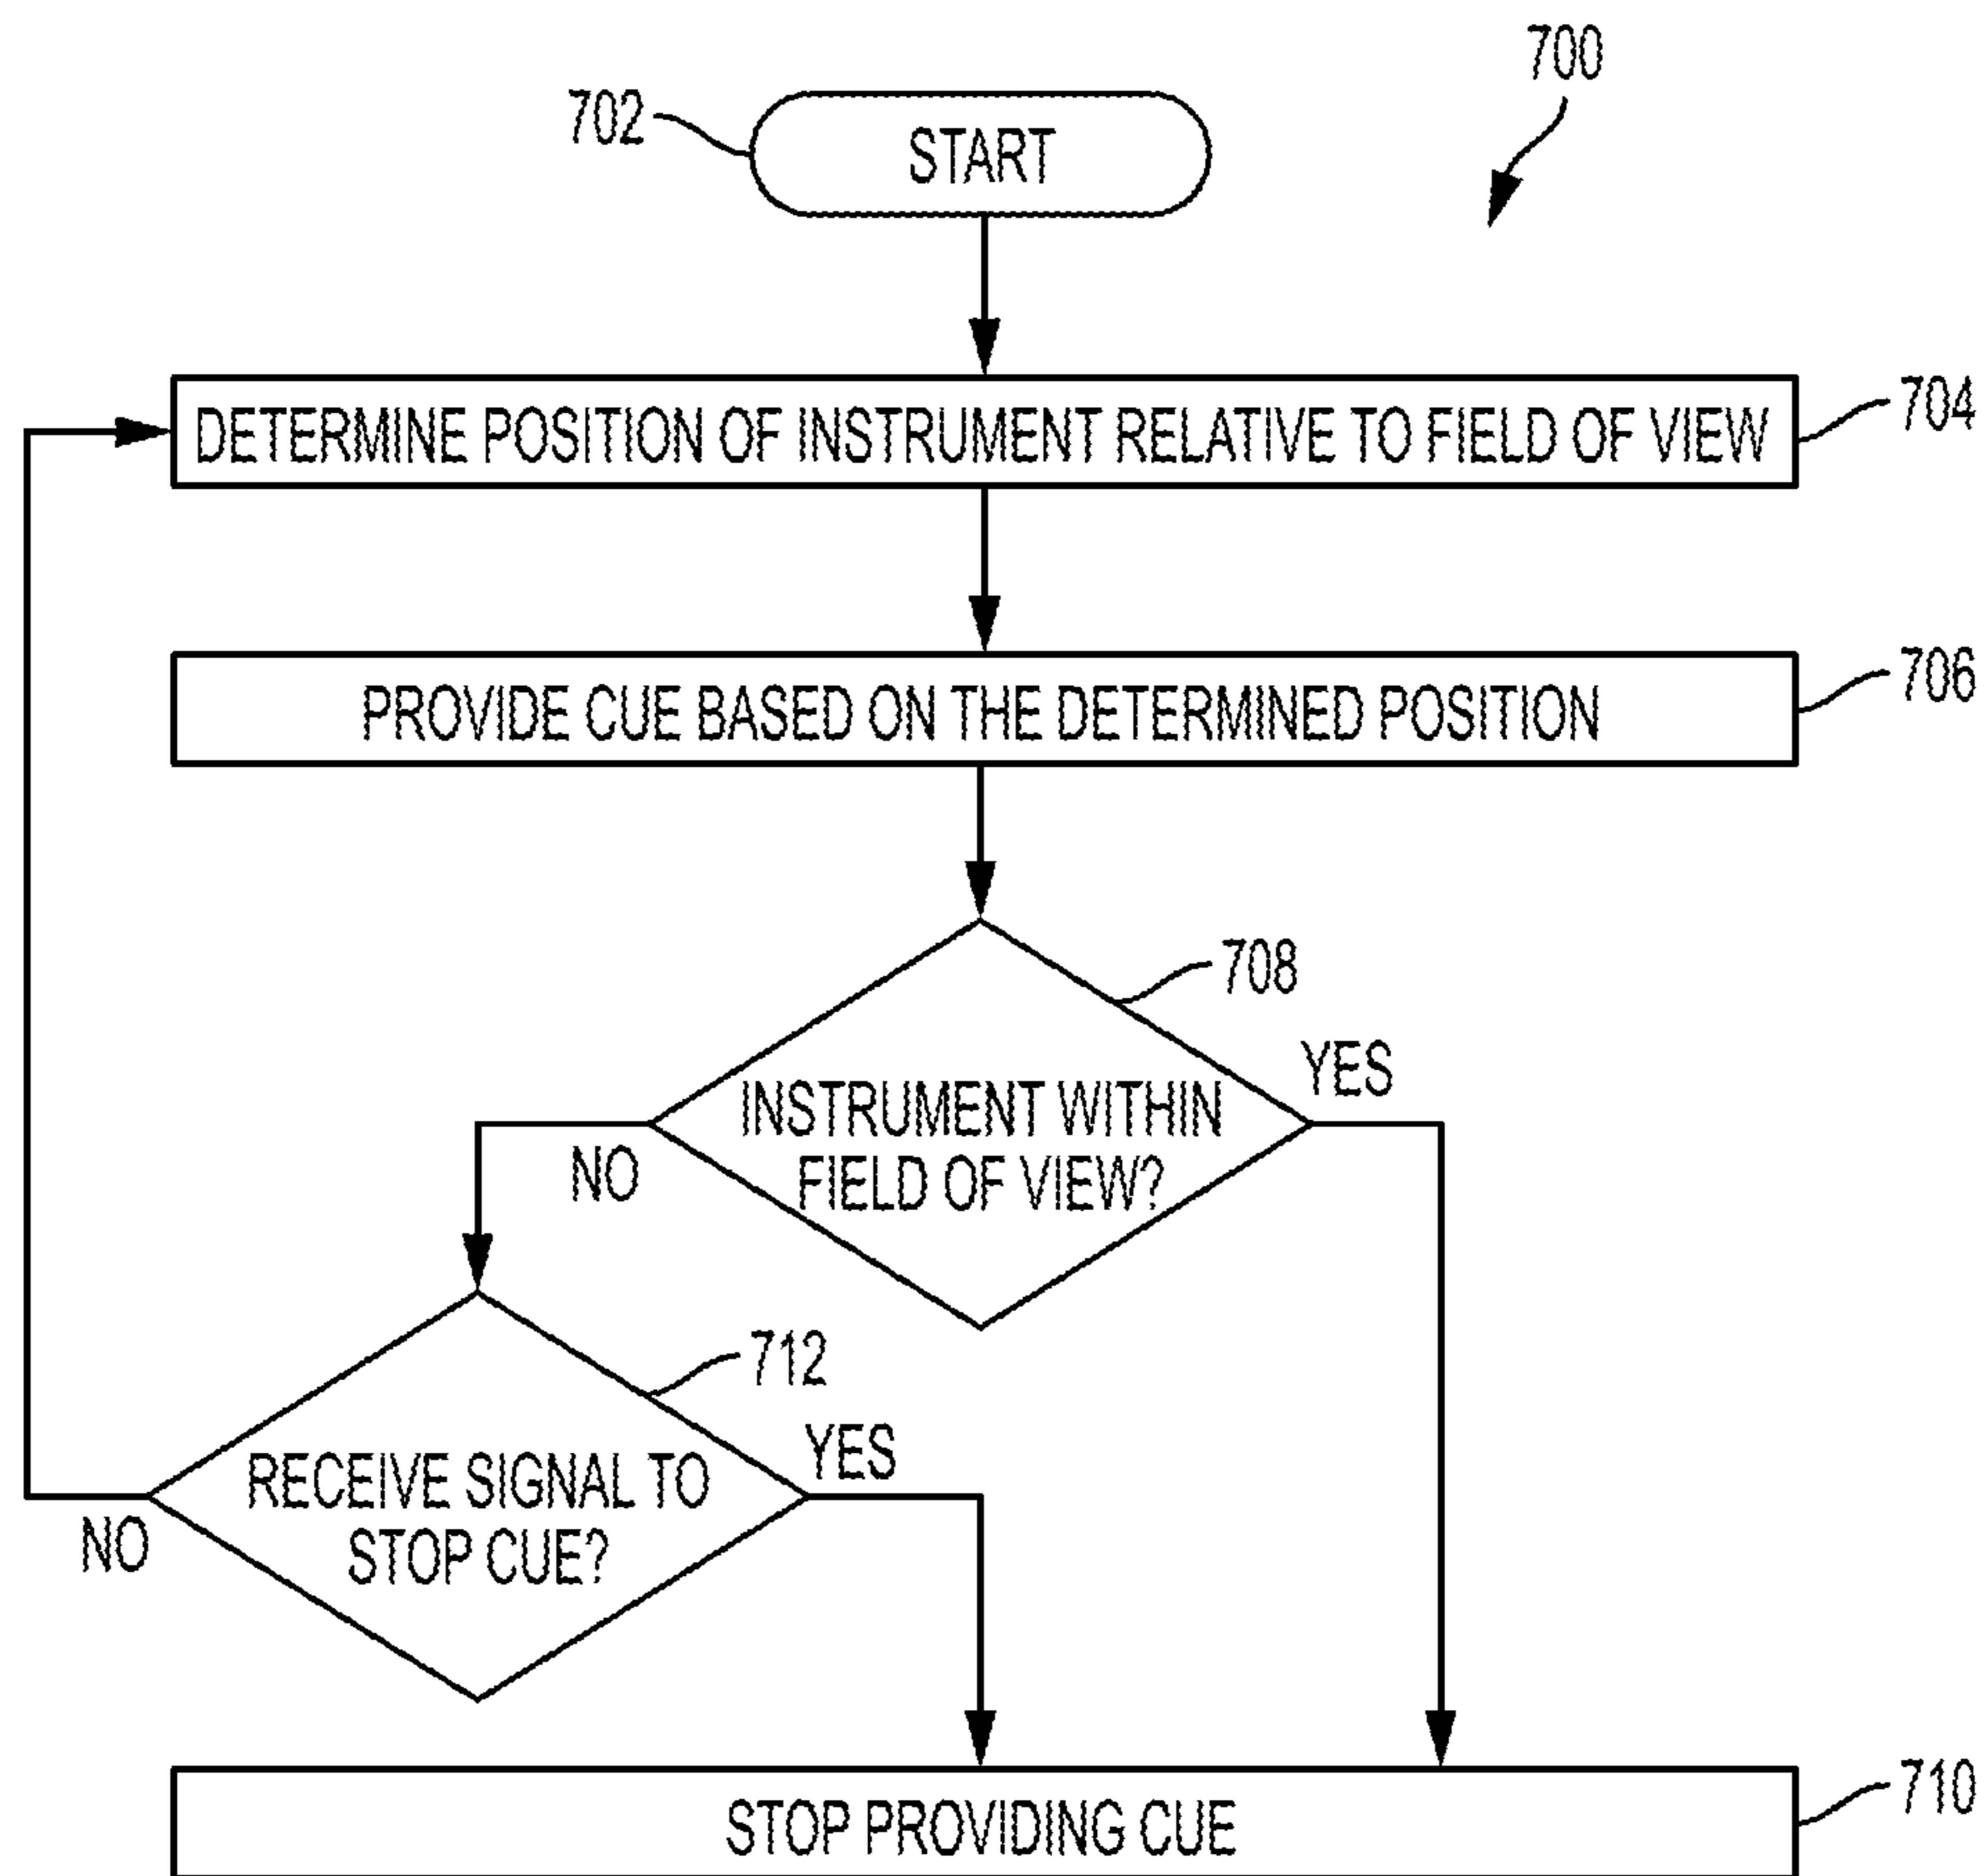 700
702
START
DETERMINE POSITION OF INSTRUMENT RELATIVE TO FIELD OF VIEW
704
PROVIDE CUE BASED ON THE DETERMINED POSITION
706
708
INSTRUMENT WITHIN
FIELD OF VIEW?
YES
NO
712
RECEIVE SIGNAL TO
STOP CUE?
YES
NO
STOP PROVIDING CUE
710